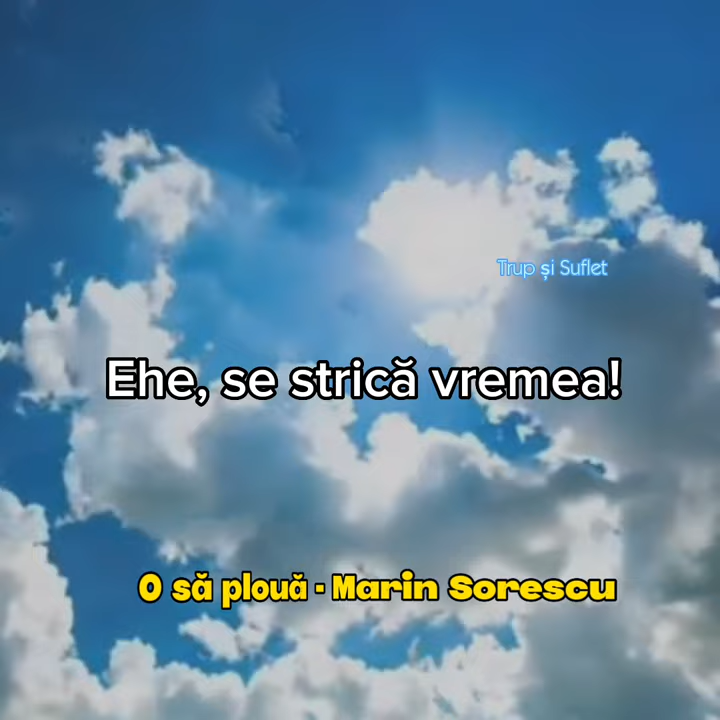 Trup și Suflet
Ehe, se strică vremea!
O să plouă · Marin Sorescu